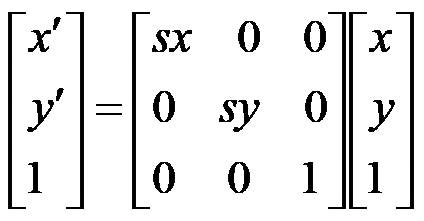 x′ sx 0 0 x
y′ = 0 sy 0 y
1 0 0 1 1